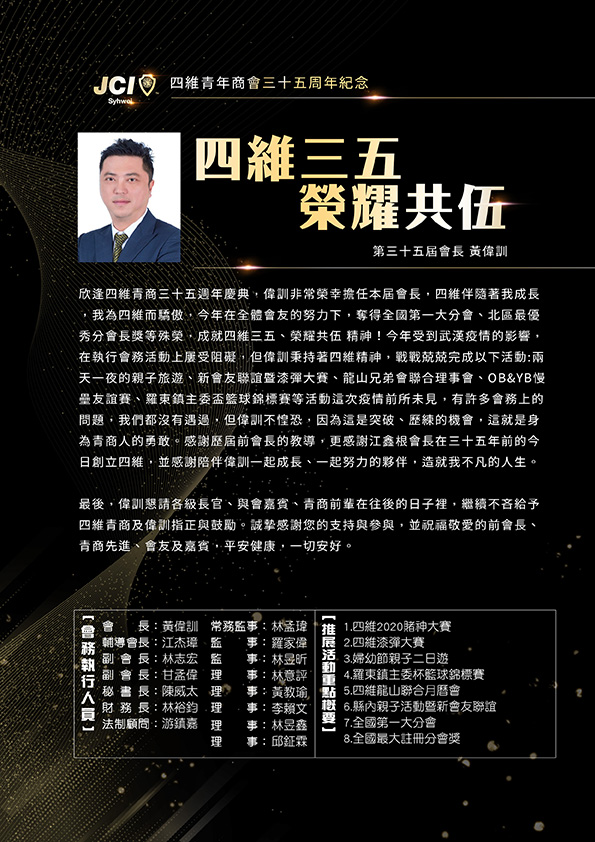 JCI
Syhwei
四維青年商會三十五周年紀念
四維三五
榮耀共伍
第三十五屆會長 黃偉訓
欣逢四維青商三十五週年慶典，偉訓非常榮幸擔任本屆會長，四維伴隨著我成長
，我為四維而驕傲，今年在全體會友的努力下，奪得全國第一大分會、北區最優
秀分會長獎等殊榮，成就四維三五、榮耀共伍 精神！今年受到武漢疫情的影響，
在執行會務活動上屢受阻礙，但偉訓秉持著四維精神，戰戰兢兢完成以下活動:兩
天一夜的親子旅遊、新會友聯誼暨漆彈大賽、龍山兄弟會聯合理事會、OB&YB慢
壘友誼賽、羅東鎮主委盃籃球錦標賽等活動這次疫情前所未見，有許多會務上的
問題，我們都沒有遇過，但偉訓不惶恐，因為這是突破、歷練的機會，這就是身
為青商人的勇敢。感謝歷屆前會長的教導，更感謝江鑫根會長在三十五年前的今
日創立四維，並感謝陪伴偉訓一起成長、一起努力的夥伴，造就我不凡的人生。
最後，偉訓懇請各級長官、與會嘉賓、青商前輩在往後的日子裡，繼續不吝給予
四維青商及偉訓指正與鼓勵。誠摯感謝您的支持與參與，並祝福敬愛的前會長、
青商先進、會友及嘉賓，平安健康，一切安好。
【會務執行人員】
會長：黃偉訓
輔導會長：江杰璋
副會長：林志宏
副會長：甘孟偉
秘書長：陳威太
財務長：林裕鈞
法制顧問：游鎮嘉
常務監事：林孟瑋
監事：羅家偉
監事：林昱昕
理事：林意評
理事：黃教瑜
理事：李賴文
理事：林昱鑫
理事：邱鉦霖
【推展活動重點概要】
1.四維2020賭神大賽
2.四維漆彈大賽
3.婦幼節親子二日遊
4.羅東鎮主委杯籃球錦標賽
5.四維龍山聯合月曆會
6.縣內親子活動暨新會友聯誼
7.全國第一大分會
8.全國最大註冊分會獎